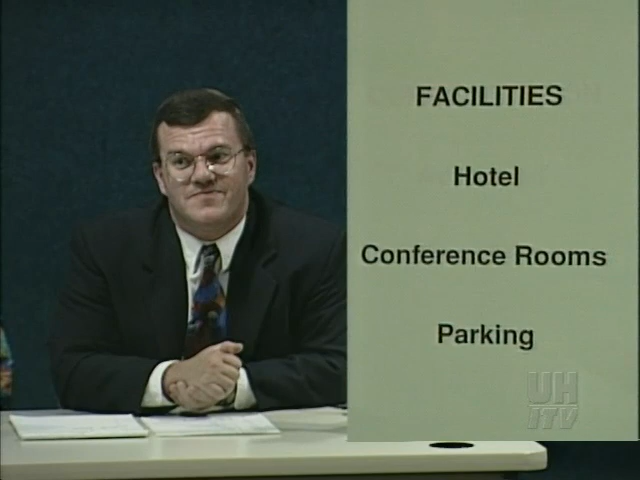 FACILITIES
Hotel
Conference Rooms
Parking
UH
ITV